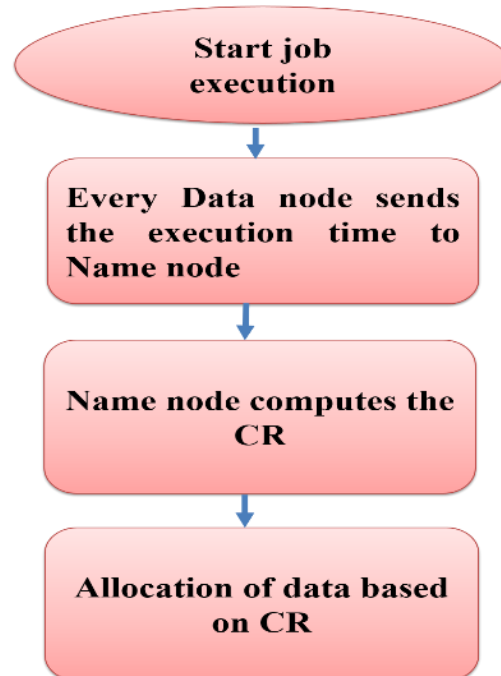 Start job
execution
Every Data node sends
the execution time to
Name node
Name node computes the
CR
Allocation of data based
on CR